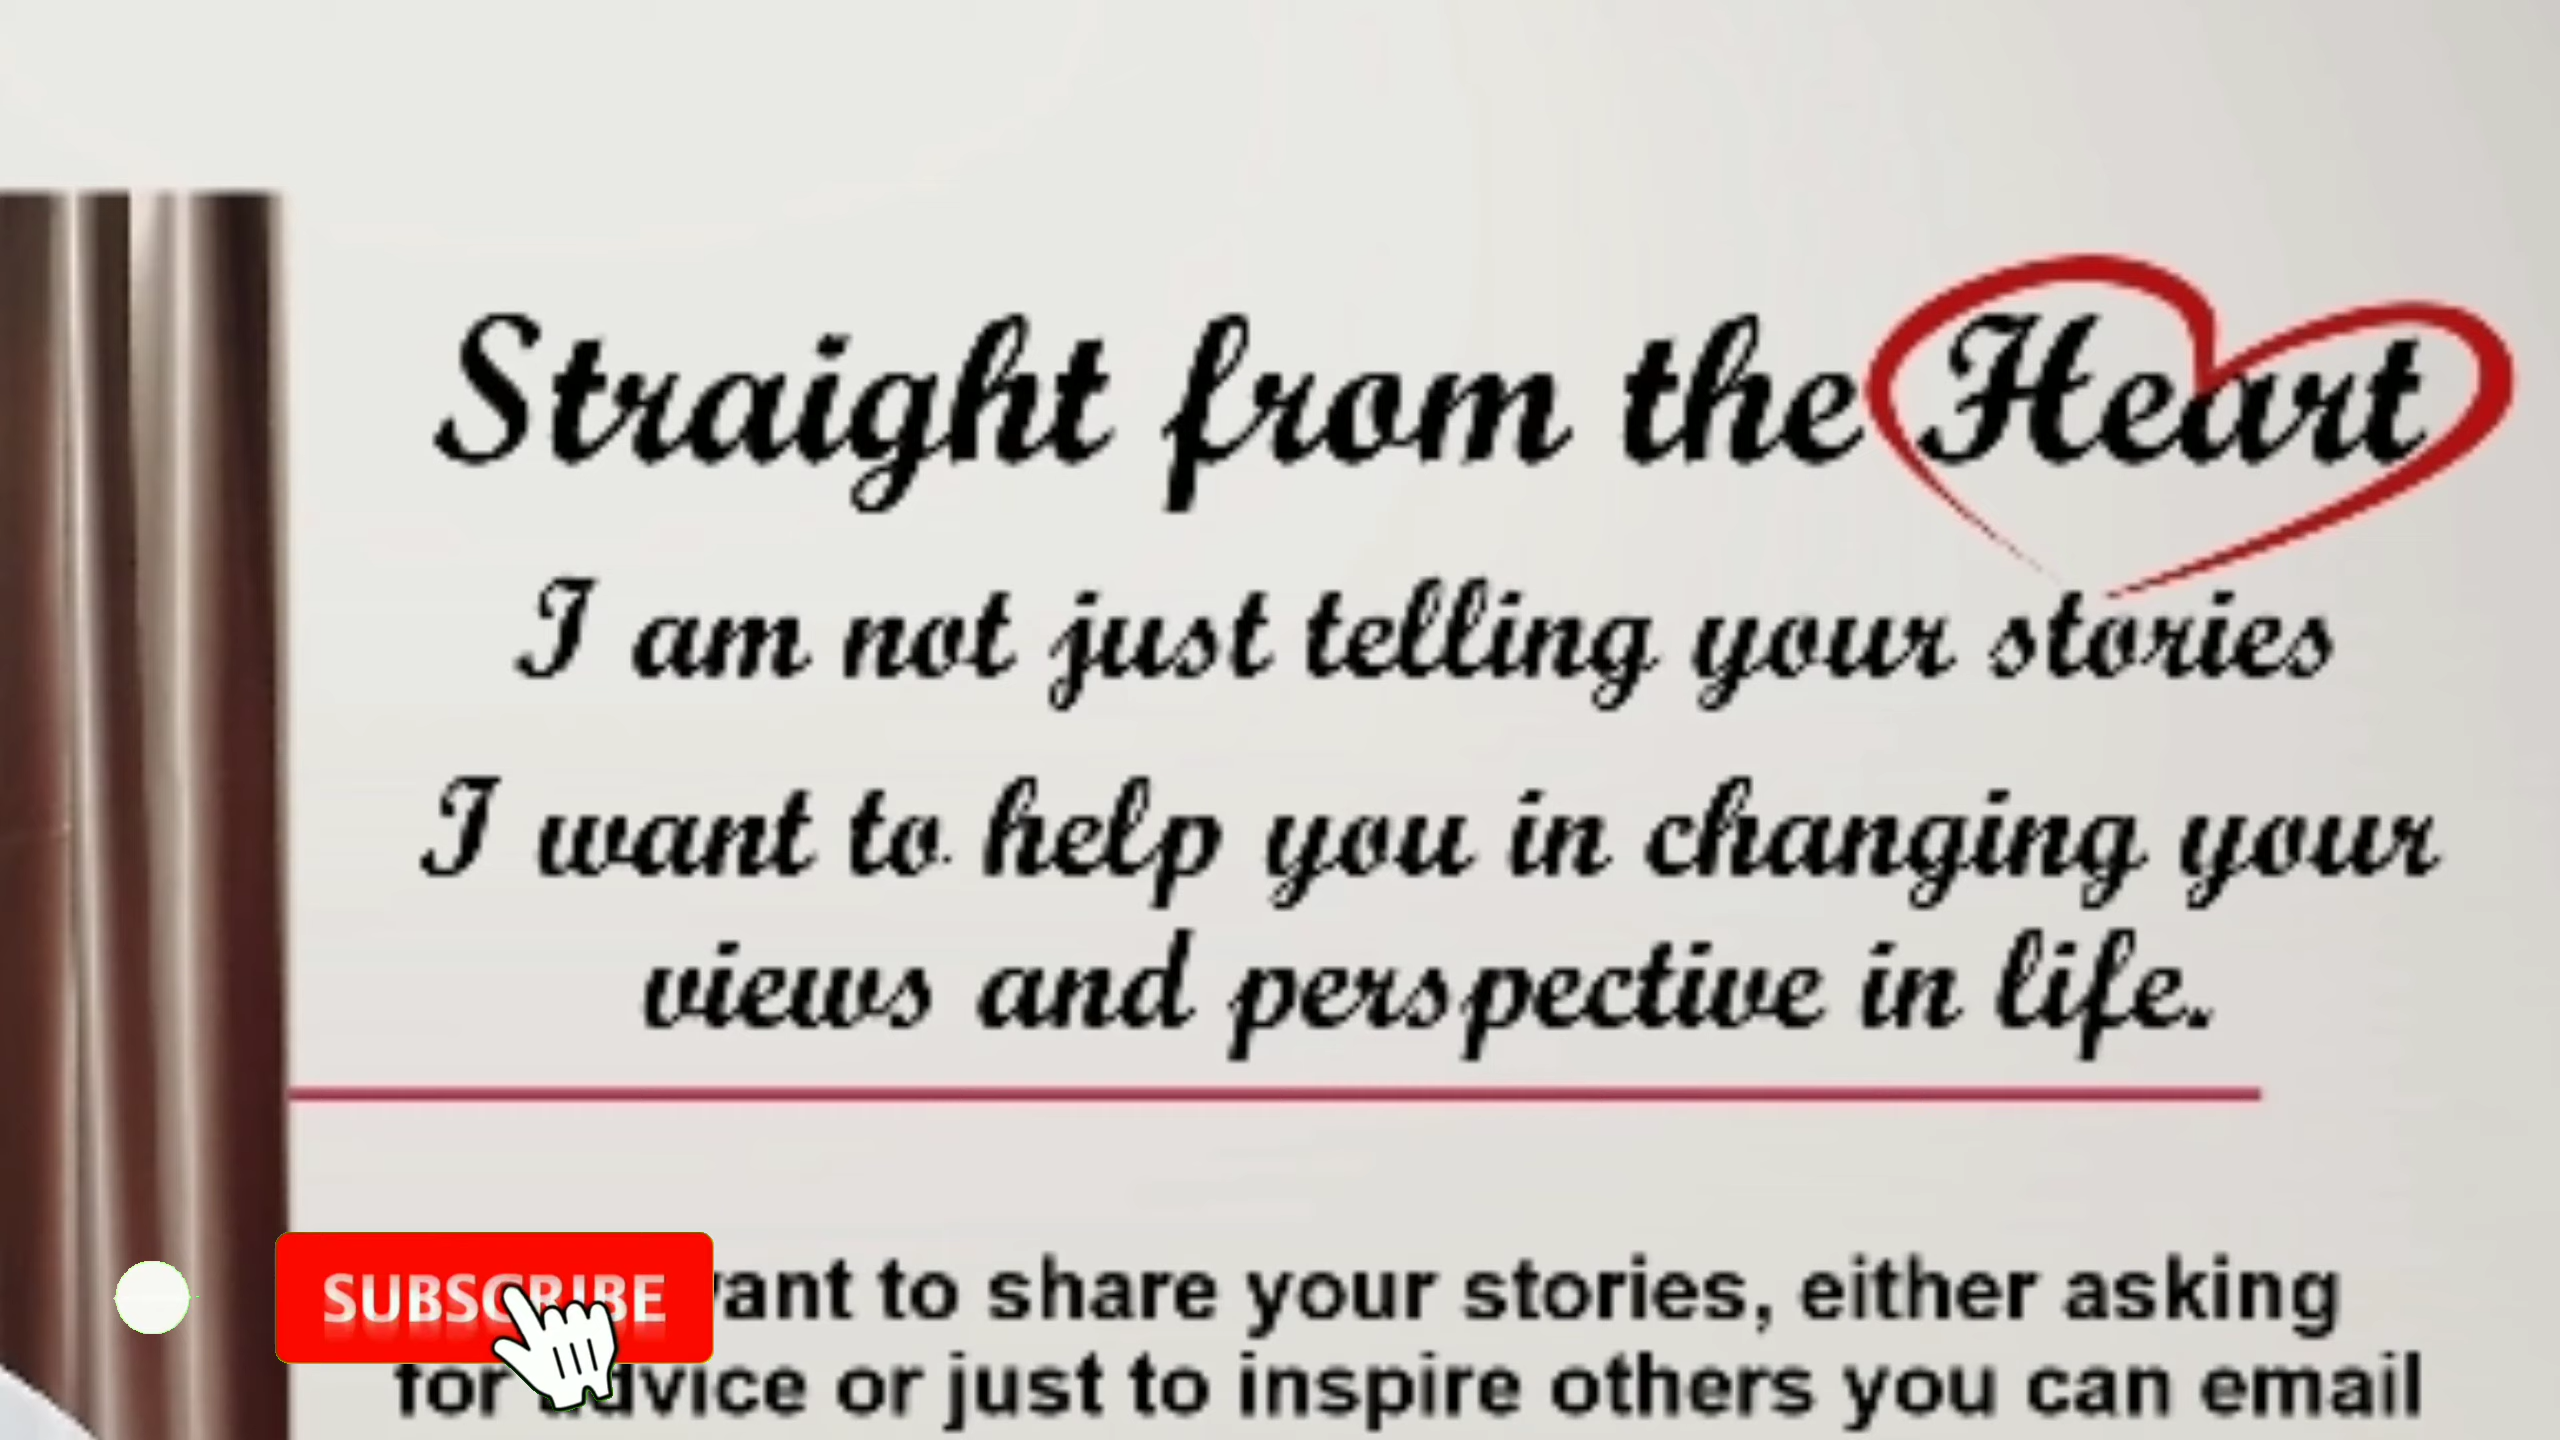 Straight from the Heart
I am not just telling your stories
I want to help you in changing your
views and perspective in life.
SUBSCRIBE
to share your stories, either asking
for advice or just to inspire others you can email